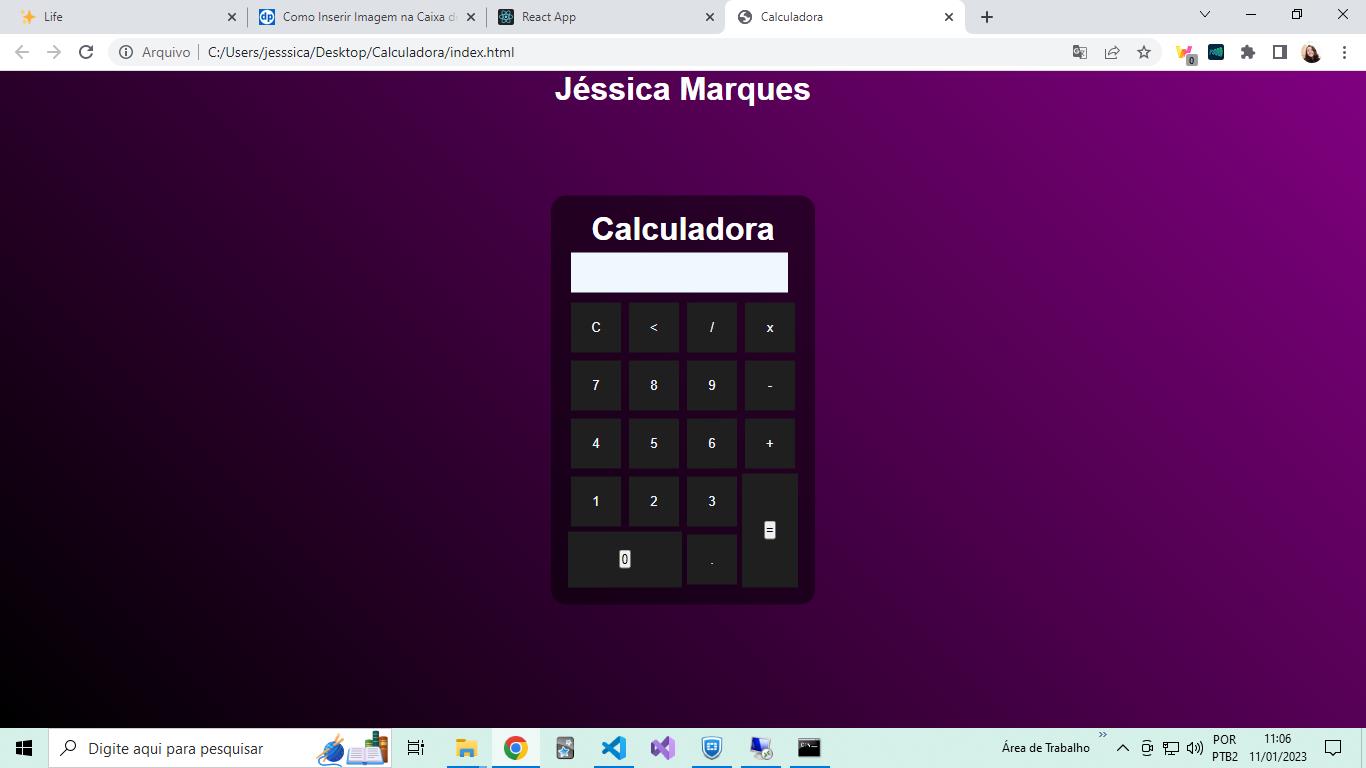 Life
Como Inserir Imagem na Caixa d
React App
Calculadora
Arquivo
C:/Users/jesssica/Desktop/Calculadora/index.html
0
Jéssica Marques
Calculadora
C < / x
7 8 9 -
4 5 6 +
1 2 3
=
0 .
Digite aqui para pesquisar
Área de Trabalho
»
POR
PTB2
11:06
11/01/2023